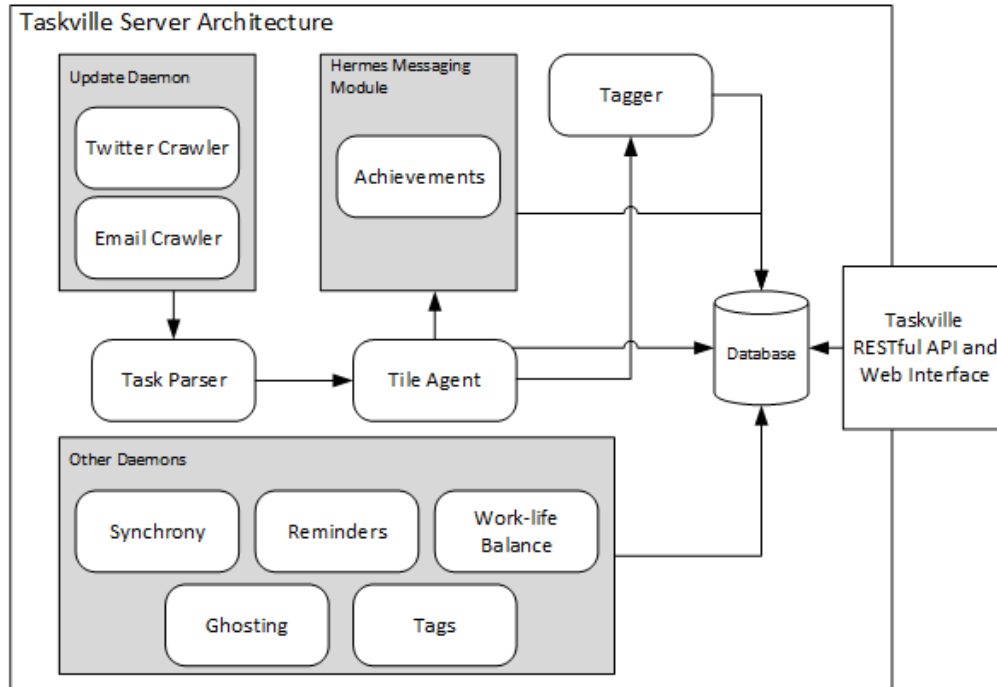 Taskville Server Architecture
Update Daemon
Twitter Crawler
Email Crawler
Hermes Messaging
Module
Achievements
Tagger
Task Parser
Tile Agent
Database
Taskville
RESTful API and
Web Interface
Other Daemons
Synchrony
Reminders
Work-life
Balance
Ghosting
Tags